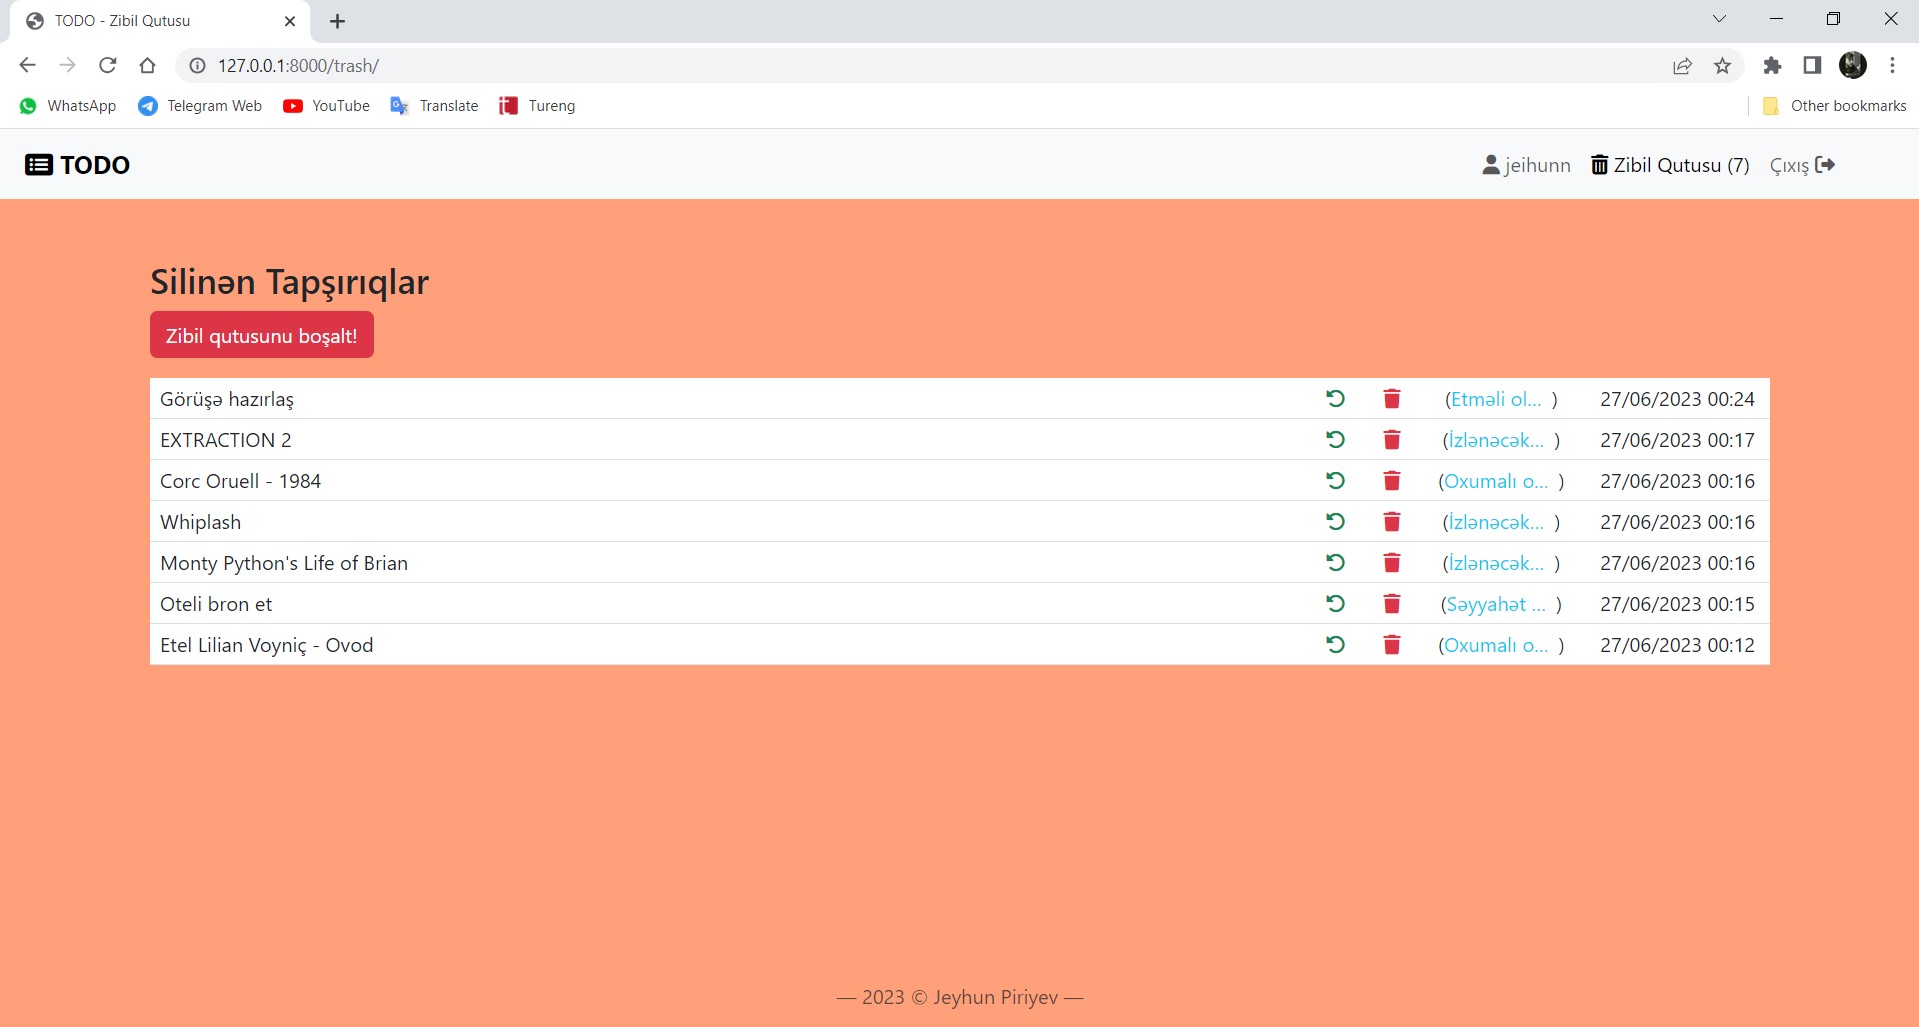 TODO - Zibil Qutusu
127.0.0.1:8000/trash/
WhatsApp Telegram Web YouTube Translate Tureng Other bookmarks
TODO jeihunn Zibil Qutusu (7) Çıxış
Silinən Tapşırıqlar
Zibil qutusunu boşalt!
Görüşə hazırlaş (Etməli ol... ) 27/06/2023 00:24
EXTRACTION 2 (İzlənəcək... ) 27/06/2023 00:17
Corc Oruell - 1984 (Oxumalı o... ) 27/06/2023 00:16
Whiplash (İzlənəcək... ) 27/06/2023 00:16
Monty Python's Life of Brian (İzlənəcək... ) 27/06/2023 00:16
Oteli bron et (Səyyahət ... ) 27/06/2023 00:15
Etel Lilian Voyniç - Ovod (Oxumalı o... ) 27/06/2023 00:12
— 2023 © Jeyhun Piriyev —